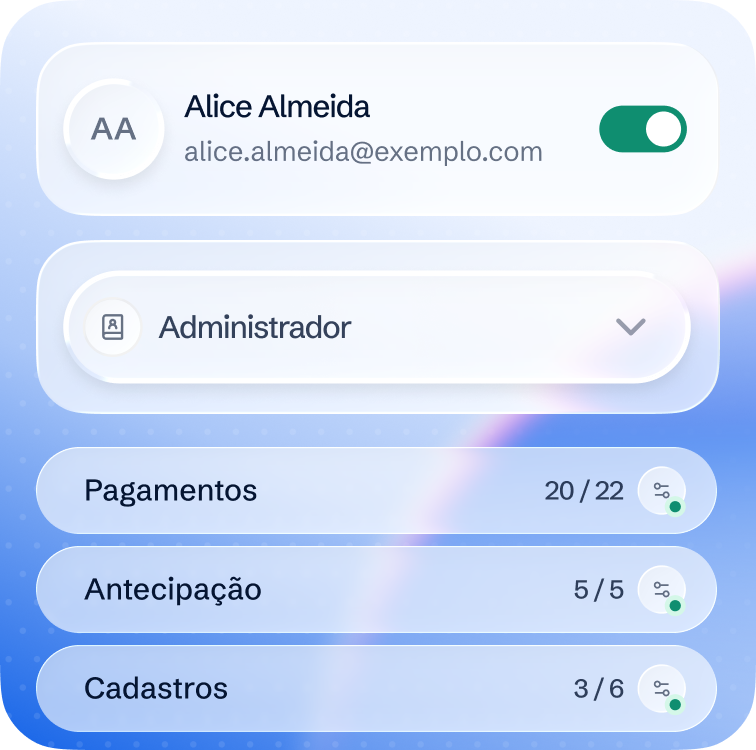 AA
Alice Almeida
alice.almeida@exemplo.com
Administrador
Pagamentos 20 / 22
Antecipação 5 / 5
Cadastros 3 / 6